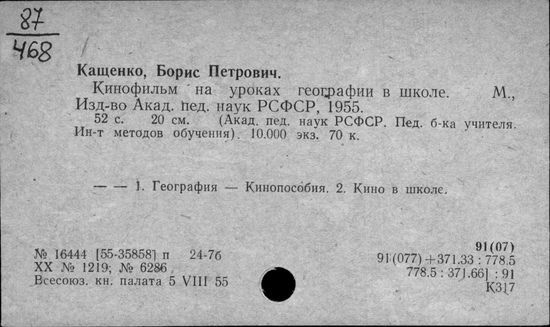 87
468
Кащенко, Борис Петрович.
Кинофильм на уроках географии в школе. М.,
Изд-во Акад. пед. наук РСФСР, 1955.
52 с. 20 см. (Акад. пед. наук РСФСР. Пед. б-ка учителя.
Ин-т методов обучения). 10.000 экз. 70 к.
— — 1. География — Кинопособия. 2. Кино в школе.
№ 16444 [55-35858] п 24-7б
XX № 1219; № 6286
Всесоюз. кн. палата 5 VIII 55
91(07)
91(077)+371.33 : 778.5
778.5 : 371.661 : 91
К317